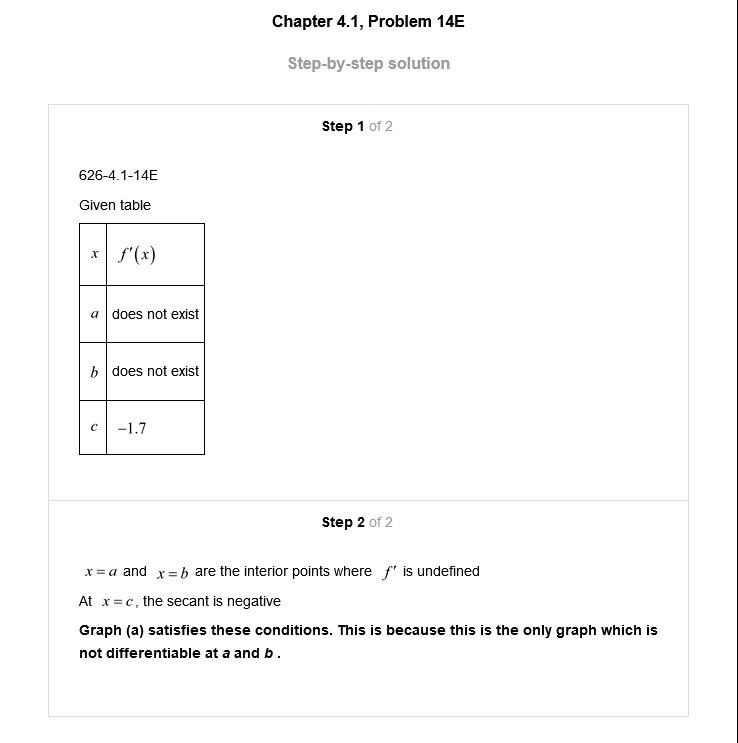 Chapter 4.1, Problem 14E
Step-by-step solution
Step 1 of 2
626-4.1-14E
Given table
x f′(x)
a does not exist
b does not exist
c −1.7
Step 2 of 2
x = a and x = b are the interior points where f′ is undefined
At x = c, the secant is negative
Graph (a) satisfies these conditions. This is because this is the only graph which is
not differentiable at a and b .